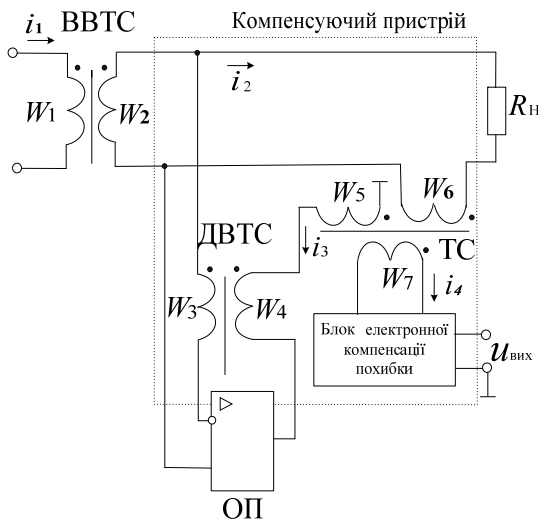 ВВТС
Компенсуючий пристрій
i₁
i₂
W1
W2
Rн
W5
W6
ДВТС
i₃
ТС
W7
i₄
W3
W4
Блок електронної
компенсації
похибки
uвих
▷
ОП